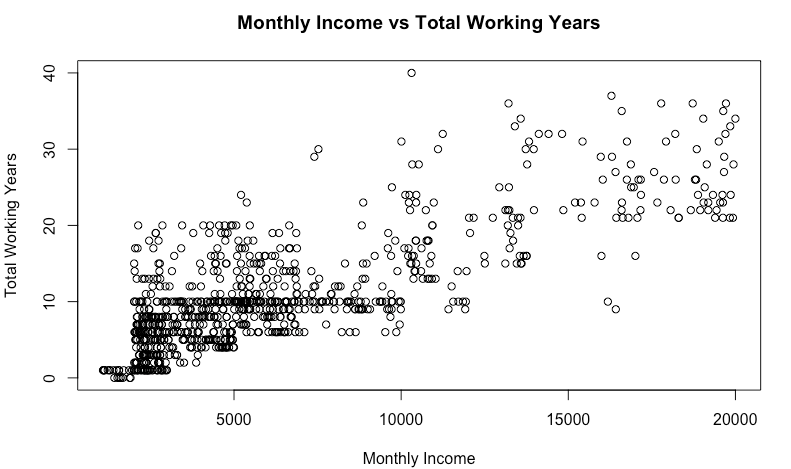 Monthly Income vs Total Working Years
Total Working Years
40
30
20
10
0
5000 10000 15000 20000
Monthly Income